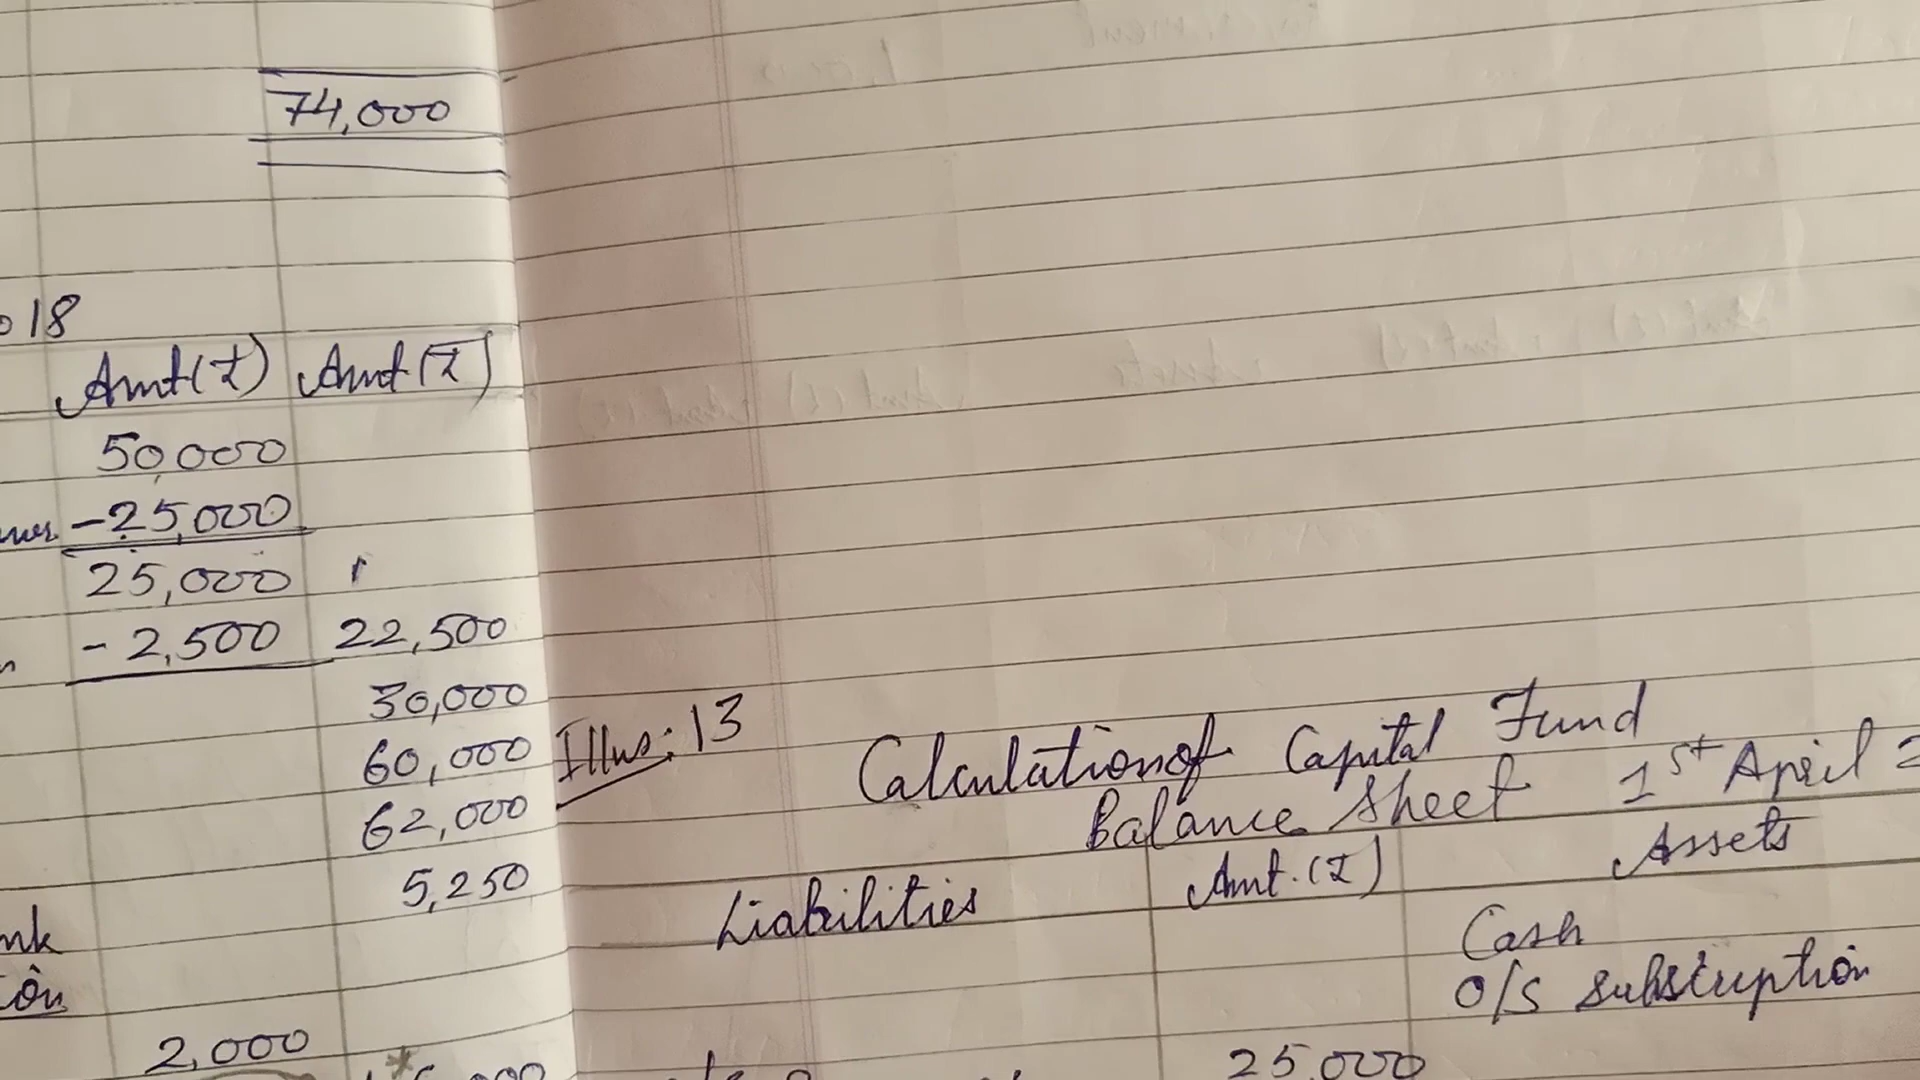 74,000
018
Amt(₹) Amt(₹)
50,000
-25,000
25,000
-2,500 22,500
30,000
60,000
62,000
5,250
2,000
Illus: 13
Calculation of Capital Fund
Balance Sheet 1st April 2
Liabilities Amt.(₹) Assets
Cash
O/S Subscription
25,000